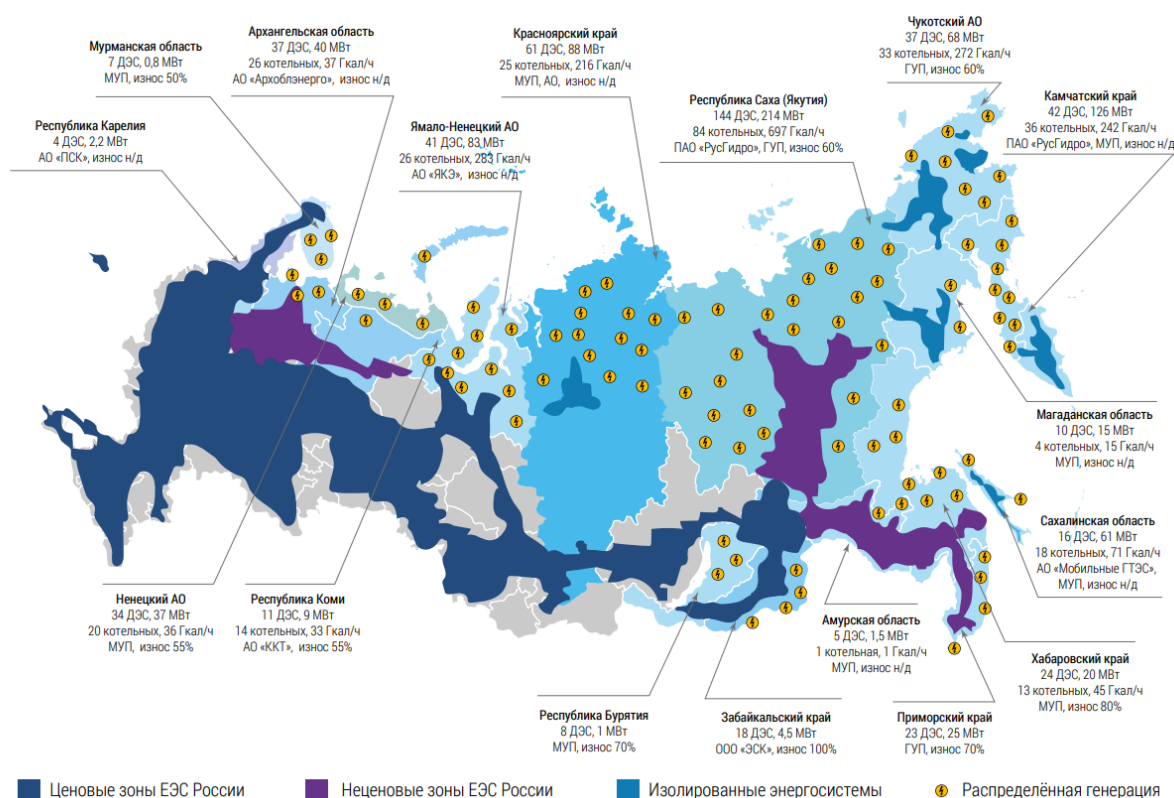 Мурманская область
7 ДЭС, 0,8 МВт
МУП, износ 50%
Архангельская область
37 ДЭС, 40 МВт
26 котельных, 37 Гкал/ч
АО «Архоблэнерго», износ н/д
Красноярский край
61 ДЭС, 88 МВт
25 котельных, 216 Гкал/ч
МУП, АО, износ н/д
Чукотский АО
37 ДЭС, 68 МВт
33 котельных, 272 Гкал/ч
ГУП, износ 60%
Республика Карелия
4 ДЭС, 2,2 МВт
АО «ПСК», износ н/д
Ямало-Ненецкий АО
41 ДЭС, 83 МВт
26 котельных, 283 Гкал/ч
АО «ЯКЭ», износ н/д
Республика Саха (Якутия)
144 ДЭС, 214 МВт
84 котельных, 697 Гкал/ч
ПАО «РусГидро», ГУП, износ 60%
Камчатский край
42 ДЭС, 126 МВт
36 котельных, 242 Гкал/ч
ПАО «РусГидро», МУП, износ н/д
Магаданская область
10 ДЭС, 15 МВт
4 котельных, 15 Гкал/ч
МУП, износ н/д
Сахалинская область
16 ДЭС, 61 МВт
18 котельных, 71 Гкал/ч
АО «Мобильные ГТЭС»,
МУП, износ н/д
Ненецкий АО
34 ДЭС, 37 МВт
20 котельных, 36 Гкал/ч
МУП, износ 55%
Республика Коми
11 ДЭС, 9 МВт
14 котельных, 33 Гкал/ч
АО «ККТ», износ 55%
Амурская область
5 ДЭС, 1,5 МВт
1 котельная, 1 Гкал/ч
МУП, износ н/д
Хабаровский край
24 ДЭС, 20 МВт
13 котельных, 45 Гкал/ч
МУП, износ 80%
Республика Бурятия
8 ДЭС, 1 МВт
МУП, износ 70%
Забайкальский край
18 ДЭС, 4,5 МВт
ООО «ЭСК», износ 100%
Приморский край
23 ДЭС, 25 МВт
ГУП, износ 70%
Ценовые зоны ЕЭС России
Неценовые зоны ЕЭС России
Изолированные энергосистемы
Распределённая генерация